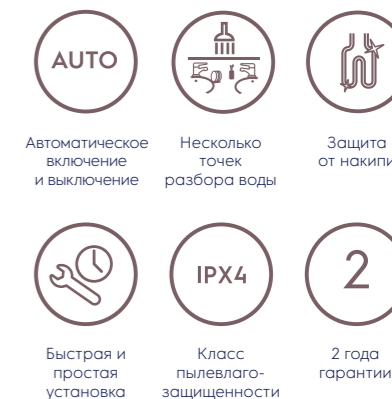 AUTO
Автоматическое
включение
и выключение
Несколько
точек
разбора воды
Защита
от накипи
IPX4
2
Быстрая и
простая
установка
Класс
пылевлаго-
защищенности
2 года
гарантии